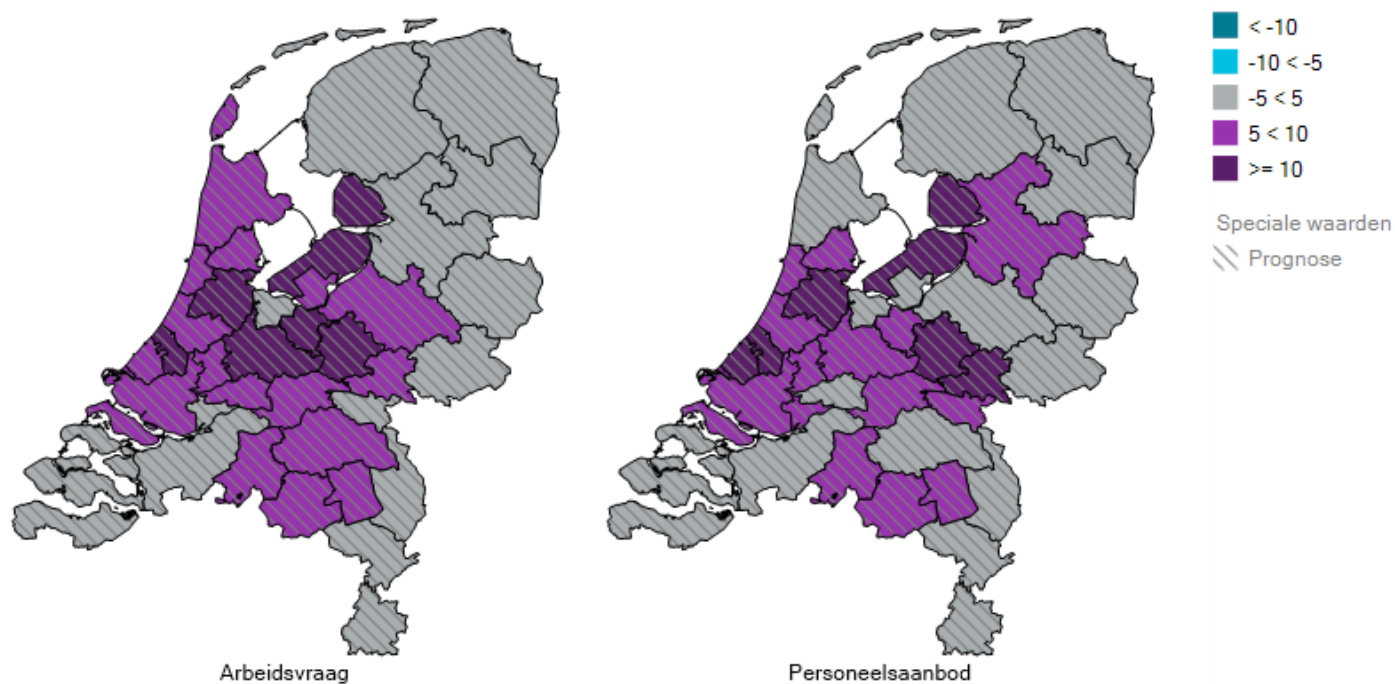 < -10
-10 < -5
-5 < 5
5 < 10
>= 10
Speciale waarden
Prognose
Arbeidsvraag
Personeelsaanbod